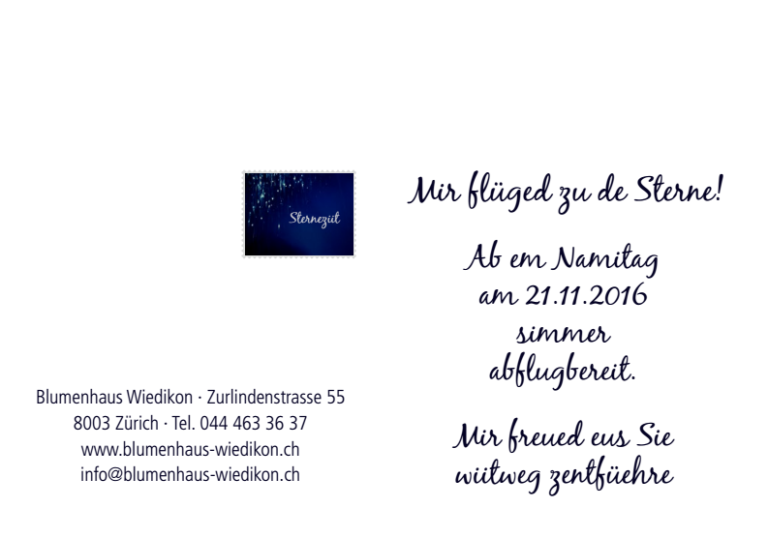 Sternezüt
Blumenhaus Wiedikon · Zurlindenstrasse 55
8003 Zürich · Tel. 044 463 36 37
www.blumenhaus-wiedikon.ch
info@blumenhaus-wiedikon.ch
Mir flüged zu de Sterne!
Ab em Namitag
am 21.11.2016
simmer
abflugbereit.
Mir freued eus Sie
wiitweg zentfüehre